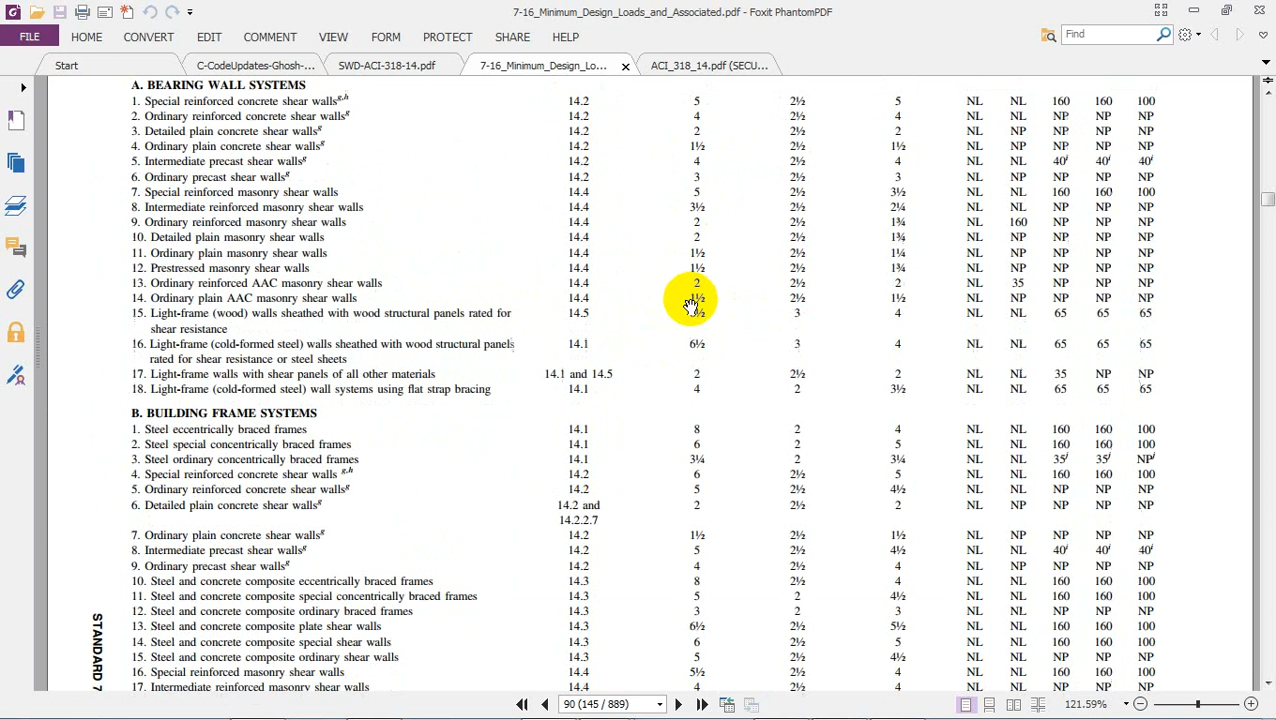 7-16_Minimum_Design_Loads_and_Associated.pdf - Foxit PhantomPDF
FILE HOME CONVERT EDIT COMMENT VIEW FORM PROTECT SHARE HELP Find
Start C-CodeUpdates-Ghosh-... SWD-ACI-318-14.pdf 7-16_Minimum_Design_Lo... ACI_318_14.pdf (SECU...
A. BEARING WALL SYSTEMS
1. Special reinforced concrete shear walls^g,h 14.2 5 2½ 5 NL NL 160 160 100
2. Ordinary reinforced concrete shear walls^g 14.2 4 2½ 4 NL NL NP NP NP
3. Detailed plain concrete shear walls^g 14.2 2 2½ 2 NL NP NP NP NP
4. Ordinary plain concrete shear walls^g 14.2 1½ 2½ 1½ NL NP NP NP NP
5. Intermediate precast shear walls^g 14.2 4 2½ 4 NL NL 40^i 40^i 40^i
6. Ordinary precast shear walls^g 14.2 3 2½ 3 NL NP NP NP NP
7. Special reinforced masonry shear walls 14.4 5 2½ 3½ NL NL 160 160 100
8. Intermediate reinforced masonry shear walls 14.4 3½ 2½ 2¼ NL NL NP NP NP
9. Ordinary reinforced masonry shear walls 14.4 2 2½ 1¾ NL 160 NP NP NP
10. Detailed plain masonry shear walls 14.4 2 2½ 1¾ NL NP NP NP NP
11. Ordinary plain masonry shear walls 14.4 1½ 2½ 1¼ NL NP NP NP NP
12. Prestressed masonry shear walls 14.4 1½ 2½ 1¾ NL NP NP NP NP
13. Ordinary reinforced AAC masonry shear walls 14.4 2 2½ 2 NL 35 NP NP NP
14. Ordinary plain AAC masonry shear walls 14.4 1½ 2½ 1½ NL NP NP NP NP
15. Light-frame (wood) walls sheathed with wood structural panels rated for 14.5 3 4 NL NL 65 65 65
shear resistance
16. Light-frame (cold-formed steel) walls sheathed with wood structural panels 14.1 6½ 3 4 NL NL 65 65 65
rated for shear resistance or steel sheets
17. Light-frame walls with shear panels of all other materials 14.1 and 14.5 2 2½ 2 NL NL 35 NP NP
18. Light-frame (cold-formed steel) wall systems using flat strap bracing 14.1 4 2 3½ NL NL 65 65 65
B. BUILDING FRAME SYSTEMS
1. Steel eccentrically braced frames 14.1 8 2 4 NL NL 160 160 100
2. Steel special concentrically braced frames 14.1 6 2 5 NL NL 160 160 100
3. Steel ordinary concentrically braced frames 14.1 3¼ 2 3¼ NL NL 35^j 35^j NP^j
4. Special reinforced concrete shear walls ^g,h 14.2 6 2½ 5 NL NL 160 160 100
5. Ordinary reinforced concrete shear walls^g 14.2 5 2½ 4½ NL NL NP NP NP
6. Detailed plain concrete shear walls^g 14.2 and 2 2½ 2 NL NP NP NP NP
14.2.2.7
7. Ordinary plain concrete shear walls^g 14.2 1½ 2½ 1½ NL NP NP NP NP
8. Intermediate precast shear walls^g 14.2 5 2½ 4½ NL NL 40^i 40^i 40^i
9. Ordinary precast shear walls^g 14.2 4 2½ 4 NL NP NP NP NP
10. Steel and concrete composite eccentrically braced frames 14.3 8 2½ 4 NL NL 160 160 100
11. Steel and concrete composite special concentrically braced frames 14.3 5 2 4½ NL NL 160 160 100
12. Steel and concrete composite ordinary braced frames 14.3 3 2 3 NL NL NP NP NP
13. Steel and concrete composite plate shear walls 14.3 6½ 2½ 5½ NL NL 160 160 100
14. Steel and concrete composite special shear walls 14.3 6 2½ 5 NL NL 160 160 100
15. Steel and concrete composite ordinary shear walls 14.3 5 2½ 4½ NL NL NP NP NP
16. Special reinforced masonry shear walls 14.4 5½ 2½ 4 NL NL 160 160 100
17. Intermediate reinforced masonry shear walls 14.4 4 2½ 4 NL NL NP NP NP
STANDARD 7
90 (145 / 889) 121.59%